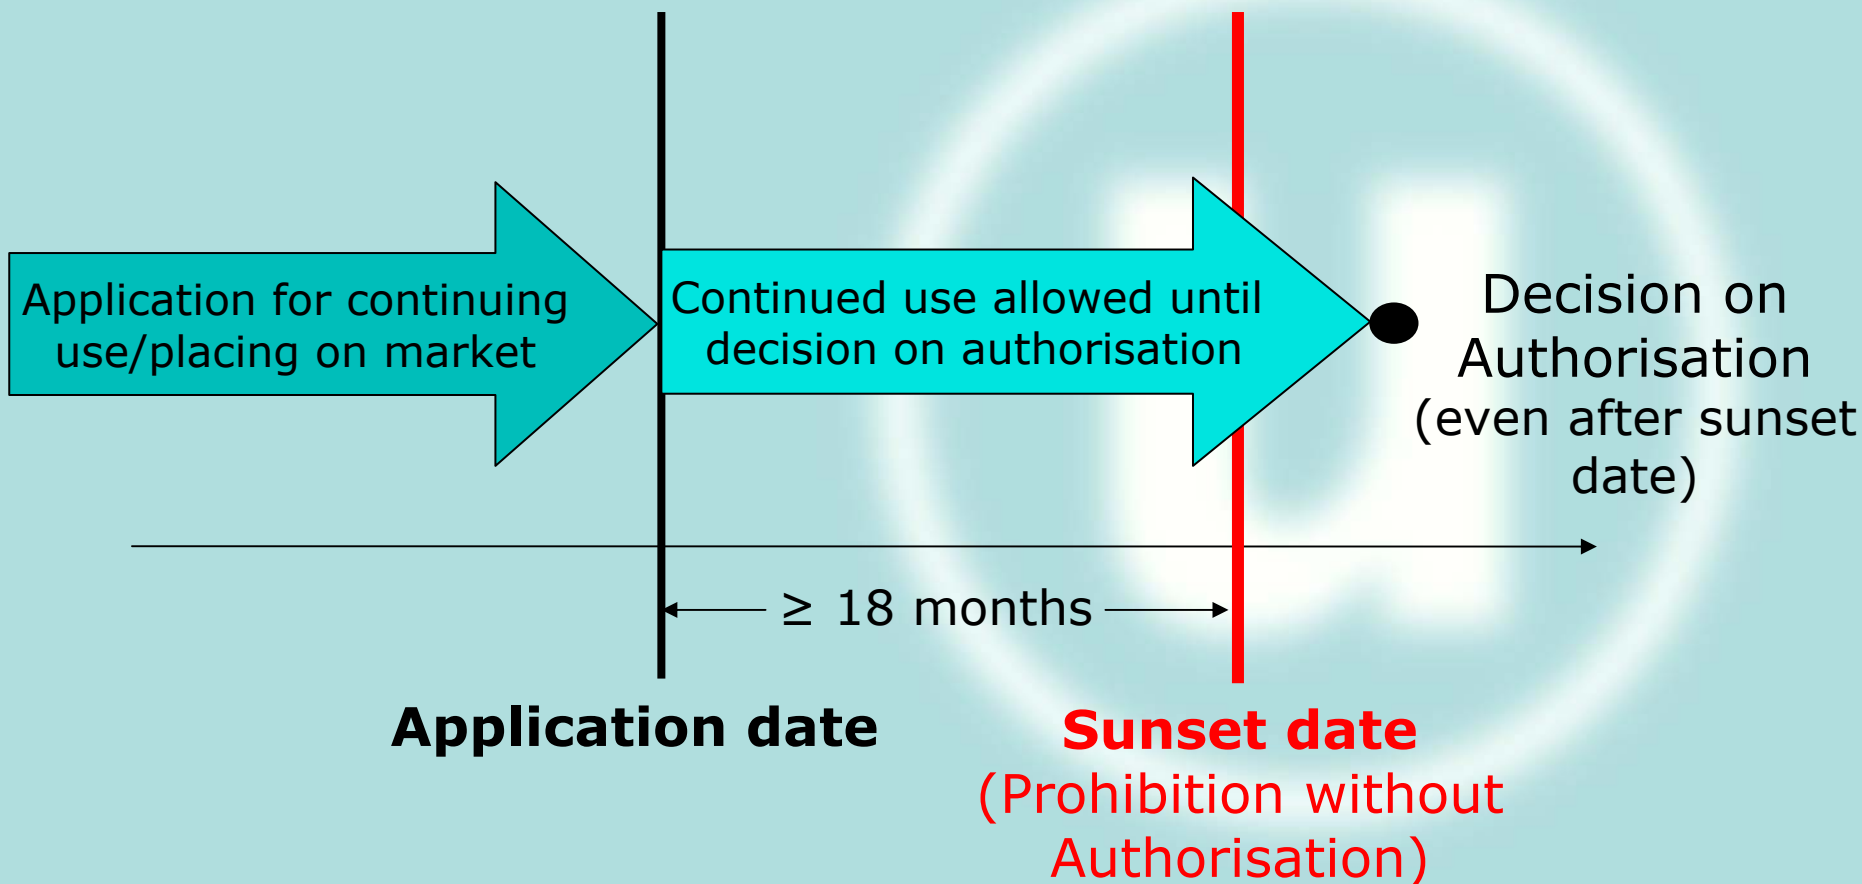 Application for continuing
use/placing on market
Continued use allowed until
decision on authorisation
Decision on
Authorisation
(even after sunset
date)
≥ 18 months
Application date
Sunset date
(Prohibition without
Authorisation)